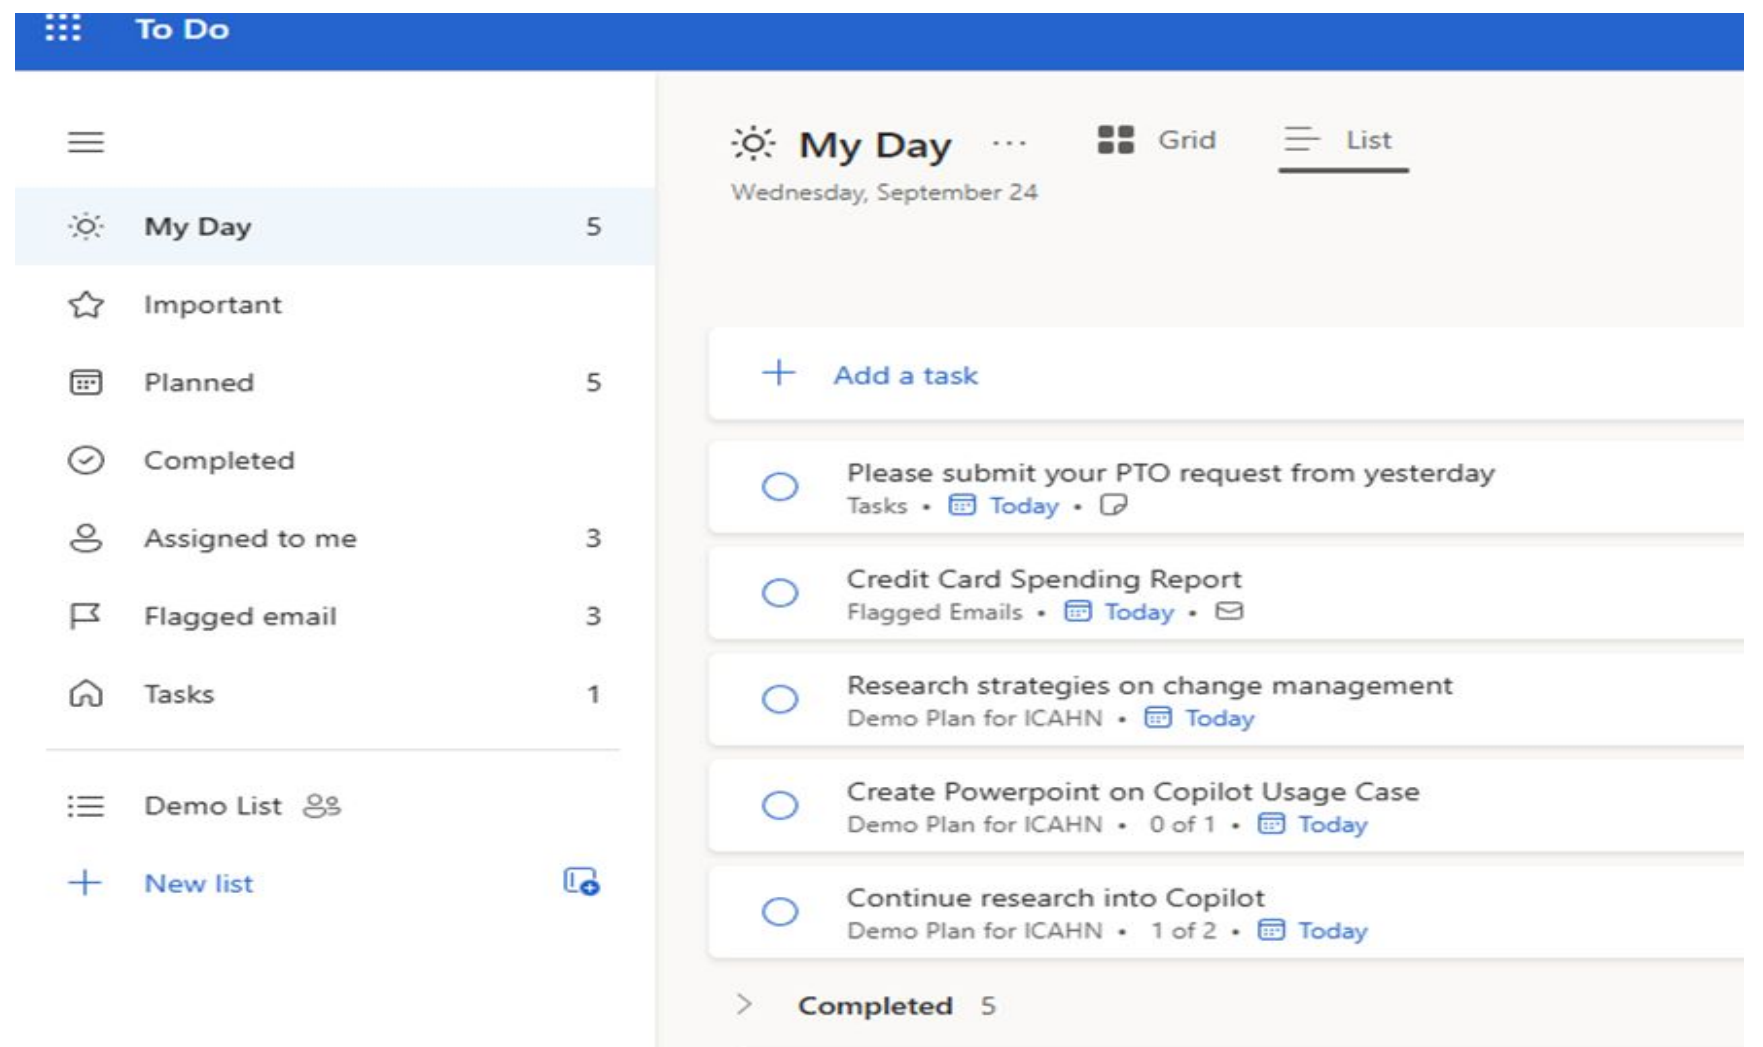 To Do
My Day 5
Important
Planned 5
Completed
Assigned to me 3
Flagged email 3
Tasks 1
Demo List
New list
My Day ... Grid List
Wednesday, September 24
Add a task
Please submit your PTO request from yesterday
Tasks • Today •
Credit Card Spending Report
Flagged Emails • Today •
Research strategies on change management
Demo Plan for ICAHN • Today
Create Powerpoint on Copilot Usage Case
Demo Plan for ICAHN • 0 of 1 • Today
Continue research into Copilot
Demo Plan for ICAHN • 1 of 2 • Today
Completed 5